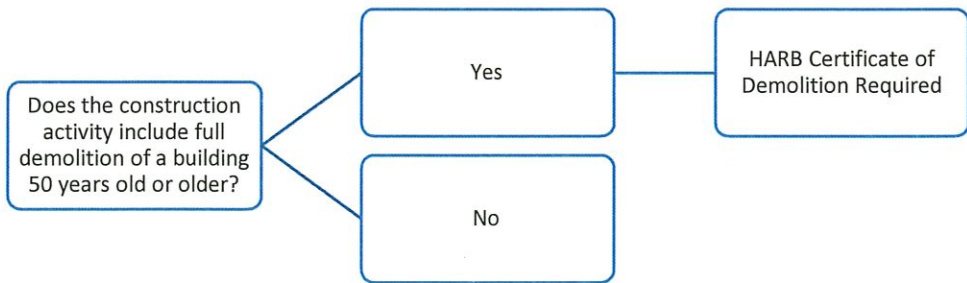 Does the construction
activity include full
demolition of a building
50 years old or older?
Yes
HARB Certificate of
Demolition Required
No